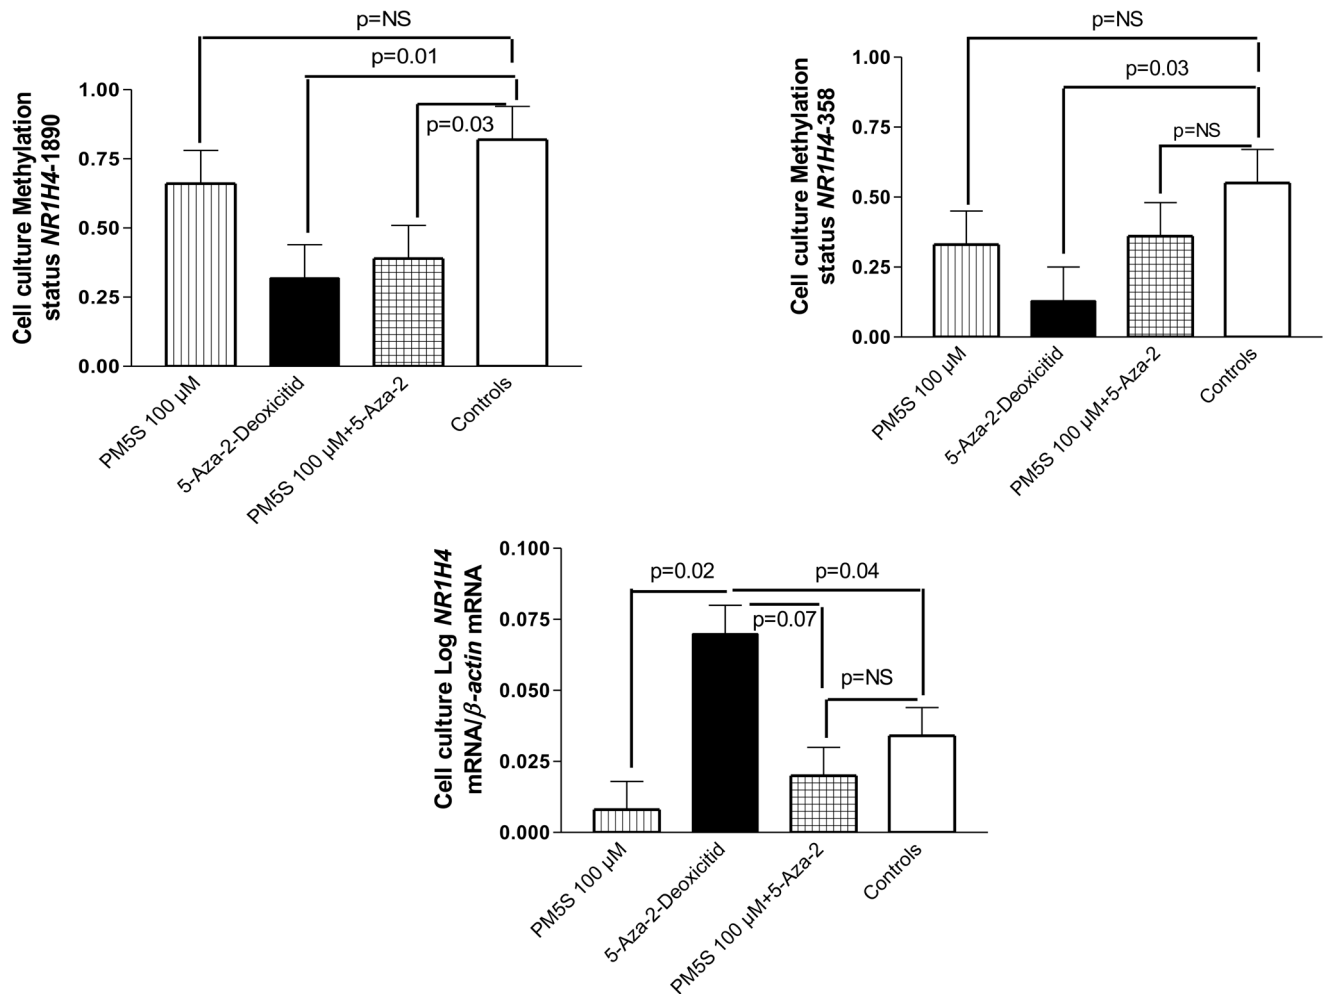 p=NS
p=0.01
p=0.03
1.00
0.75
0.50
0.25
0.00
Cell culture Methylation
status NR1H4-1890
PM5S 100 µM
5-Aza-2-Deoxicitid
PM5S 100 µM+5-Aza-2
Controls
p=NS
p=0.03
p=NS
1.00
0.75
0.50
0.25
0.00
Cell culture Methylation
status NR1H4-358
PM5S 100 µM
5-Aza-2-Deoxicitid
PM5S 100 µM+5-Aza-2
Controls
p=0.02
p=0.04
p=0.07
p=NS
0.100
0.075
0.050
0.025
0.000
Cell culture Log NR1H4
mRNA/β-actin mRNA
PM5S 100 µM
5-Aza-2-Deoxicitid
PM5S 100 µM+5-Aza-2
Controls